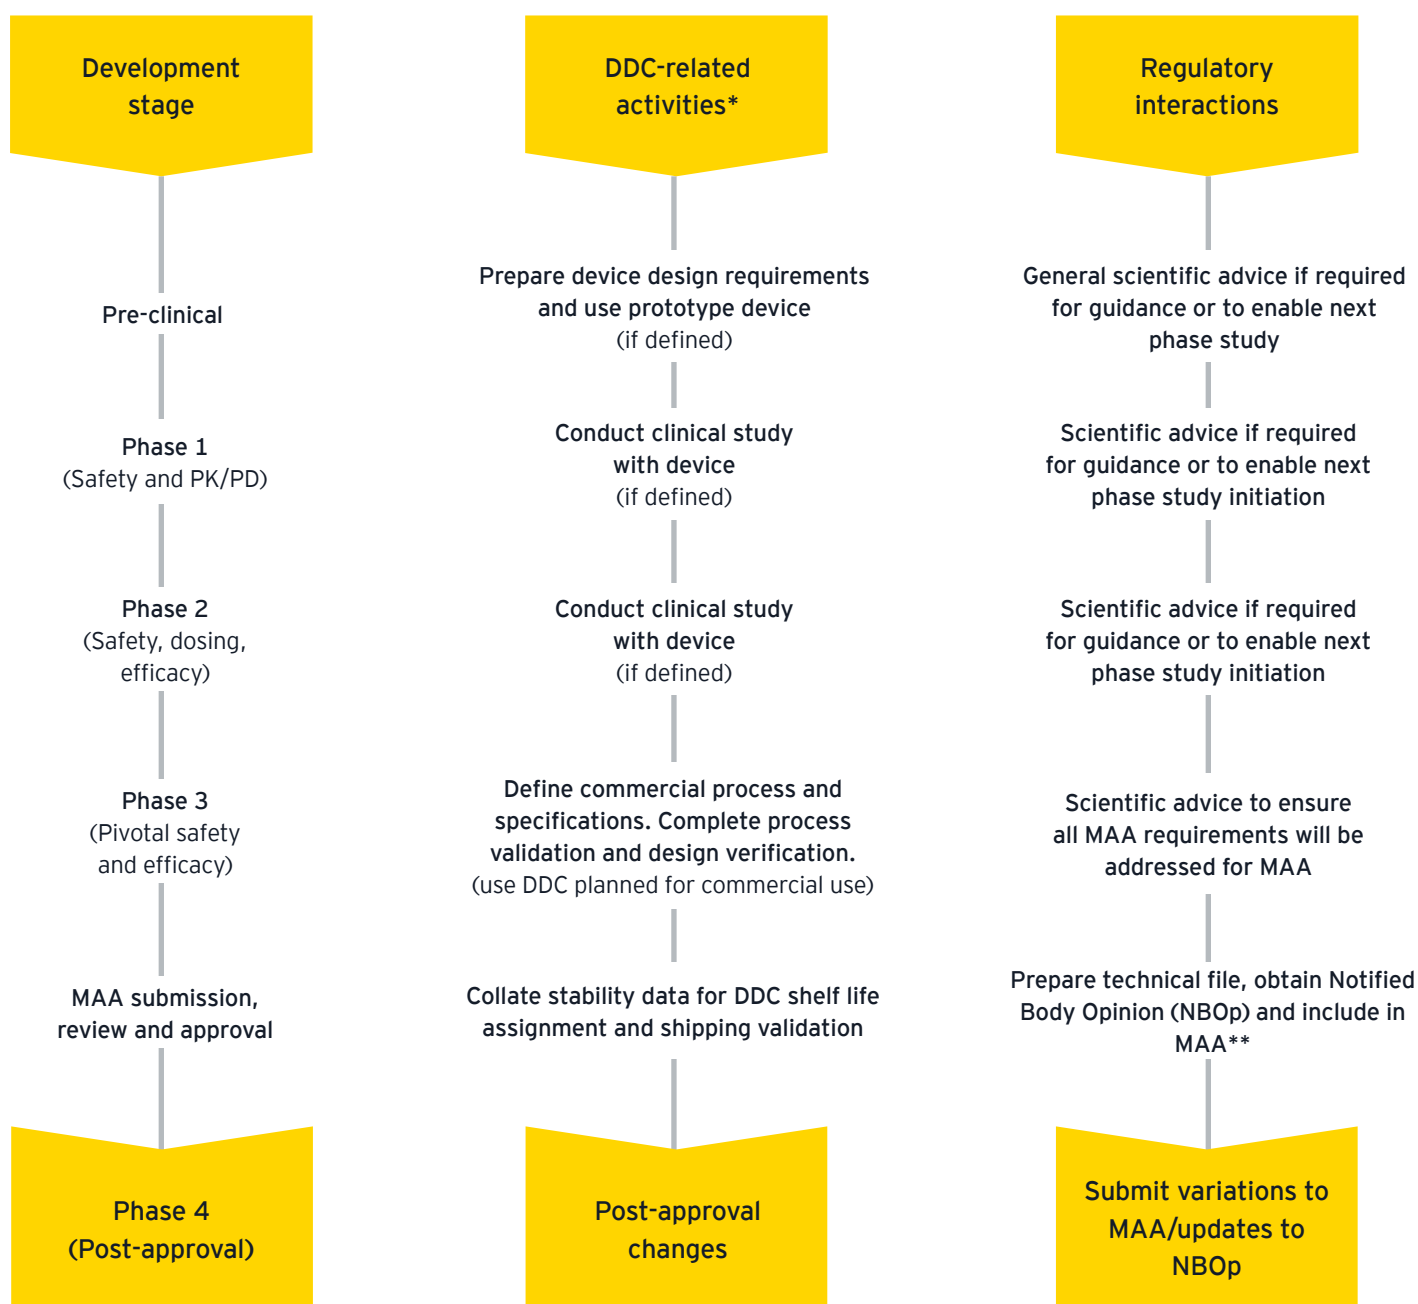 Development
stage
DDC-related
activities*
Regulatory
interactions
Pre-clinical
Prepare device design requirements
and use prototype device
(if defined)
General scientific advice if required
for guidance or to enable next
phase study
Phase 1
(Safety and PK/PD)
Conduct clinical study
with device
(if defined)
Scientific advice if required
for guidance or to enable next
phase study initiation
Phase 2
(Safety, dosing,
efficacy)
Conduct clinical study
with device
(if defined)
Scientific advice if required
for guidance or to enable next
phase study initiation
Phase 3
(Pivotal safety
and efficacy)
Define commercial process and
specifications. Complete process
validation and design verification.
(use DDC planned for commercial use)
Scientific advice to ensure
all MAA requirements will be
addressed for MAA
MAA submission,
review and approval
Collate stability data for DDC shelf life
assignment and shipping validation
Prepare technical file, obtain Notified
Body Opinion (NBOp) and include in
MAA**
Phase 4
(Post-approval)
Post-approval
changes
Submit variations to
MAA/updates to
NBOp